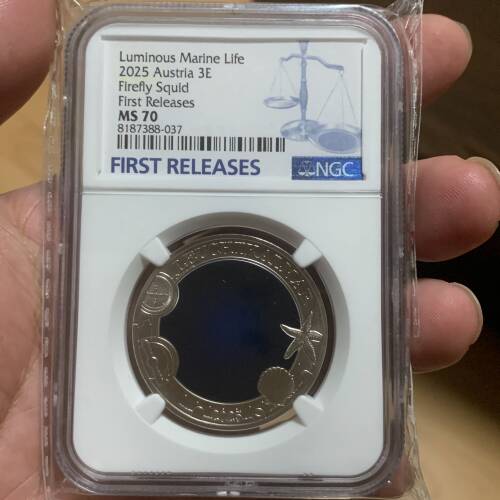 Luminous Marine Life
2025 Austria 3E
Firefly Squid
First Releases
MS 70
8187388-037
FIRST RELEASES
NGC